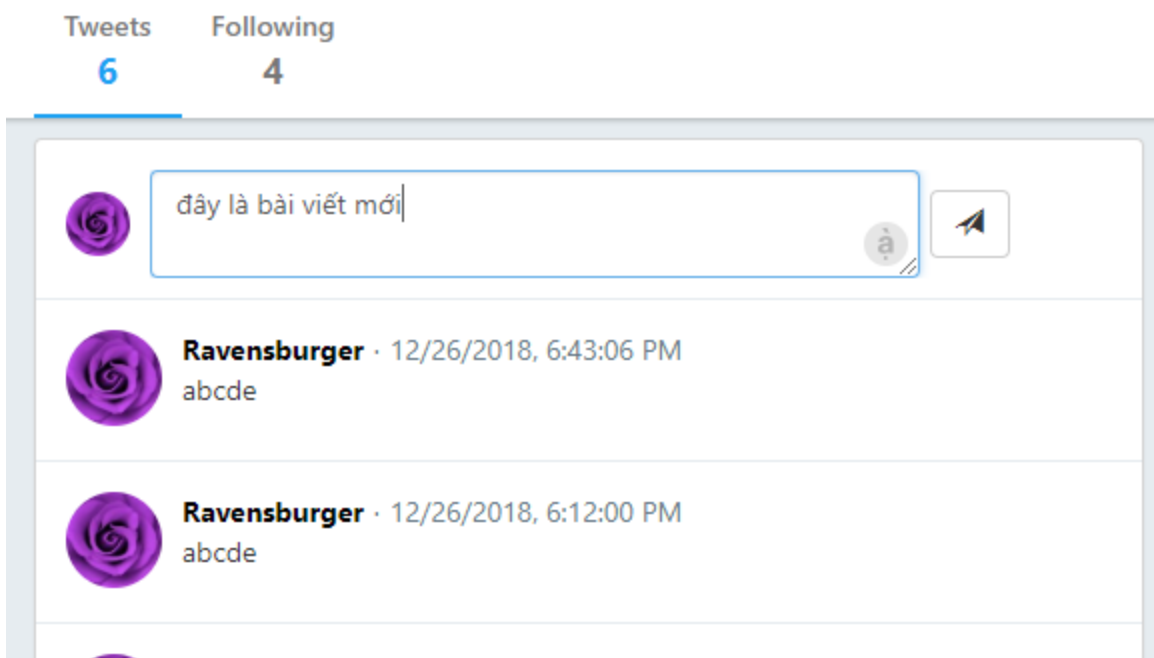 Tweets Following
6 4
đây là bài viết mới
ạ̀
Ravensburger · 12/26/2018, 6:43:06 PM
abcde
Ravensburger · 12/26/2018, 6:12:00 PM
abcde